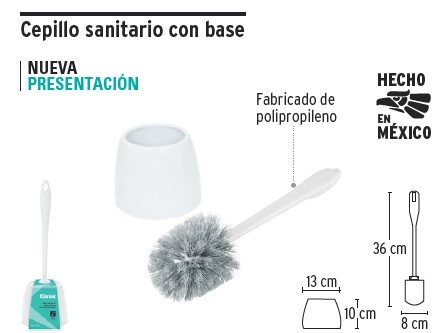 Cepillo sanitario con base
NUEVA
PRESENTACIÓN
Fabricado de
polipropileno
HECHO
EN
MÉXICO
Klintek
36 cm
13 cm
10 cm
8 cm